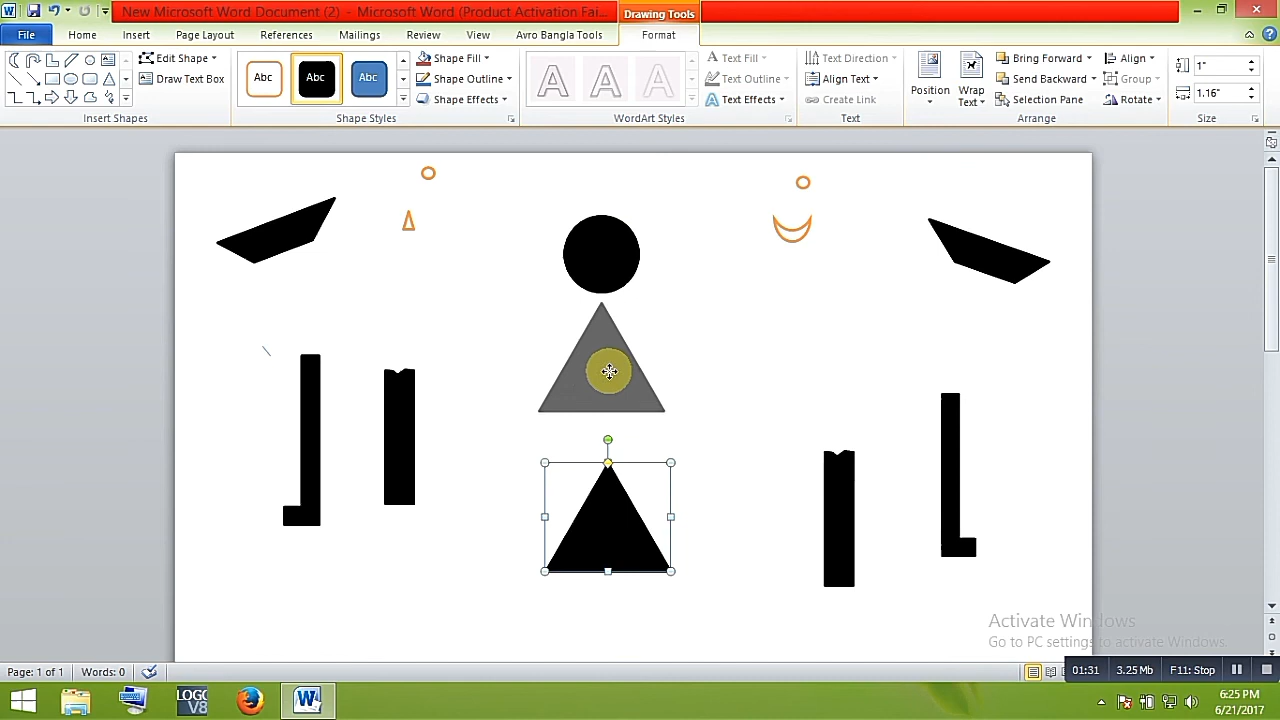 New Microsoft Word Document (2) - Microsoft Word (Product Activation Fai...
Drawing Tools
File Home Insert Page Layout References Mailings Review View Avro Bangla Tools Format
Edit Shape
Draw Text Box
Insert Shapes
Abc Abc Abc
Shape Fill
Shape Outline
Shape Effects
Shape Styles
A A A
Text Fill
Text Outline
Text Effects
WordArt Styles
Text Direction
Align Text
Create Link
Text
Position
Wrap
Text
Bring Forward
Send Backward
Selection Pane
Align
Group
Rotate
Arrange
1"
1.16"
Size
Activate Windows
Go to PC settings to activate Windows.
Page: 1 of 1 Words: 0
01:31 3.25 Mb F11: Stop
LOGO
V8
6:25 PM
6/21/2017